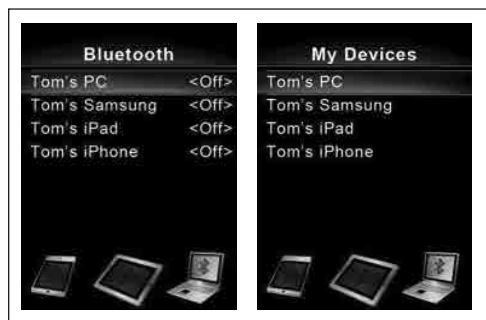 Bluetooth
Tom's PC <Off>
Tom's Samsung <Off>
Tom's iPad <Off>
Tom's iPhone <Off>
My Devices
Tom's PC
Tom's Samsung
Tom's iPad
Tom's iPhone